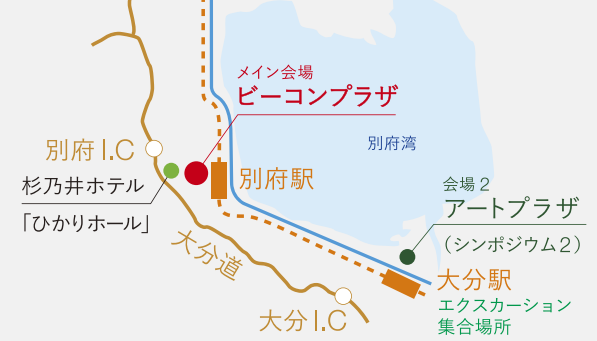 メイン会場
ビーコンプラザ
別府湾
別府 I.C
杉乃井ホテル
「ひかりホール」
別府駅
会場2
アートプラザ
(シンポジウム2)
大分道
大分駅
エクスカーション
集合場所
大分 I.C